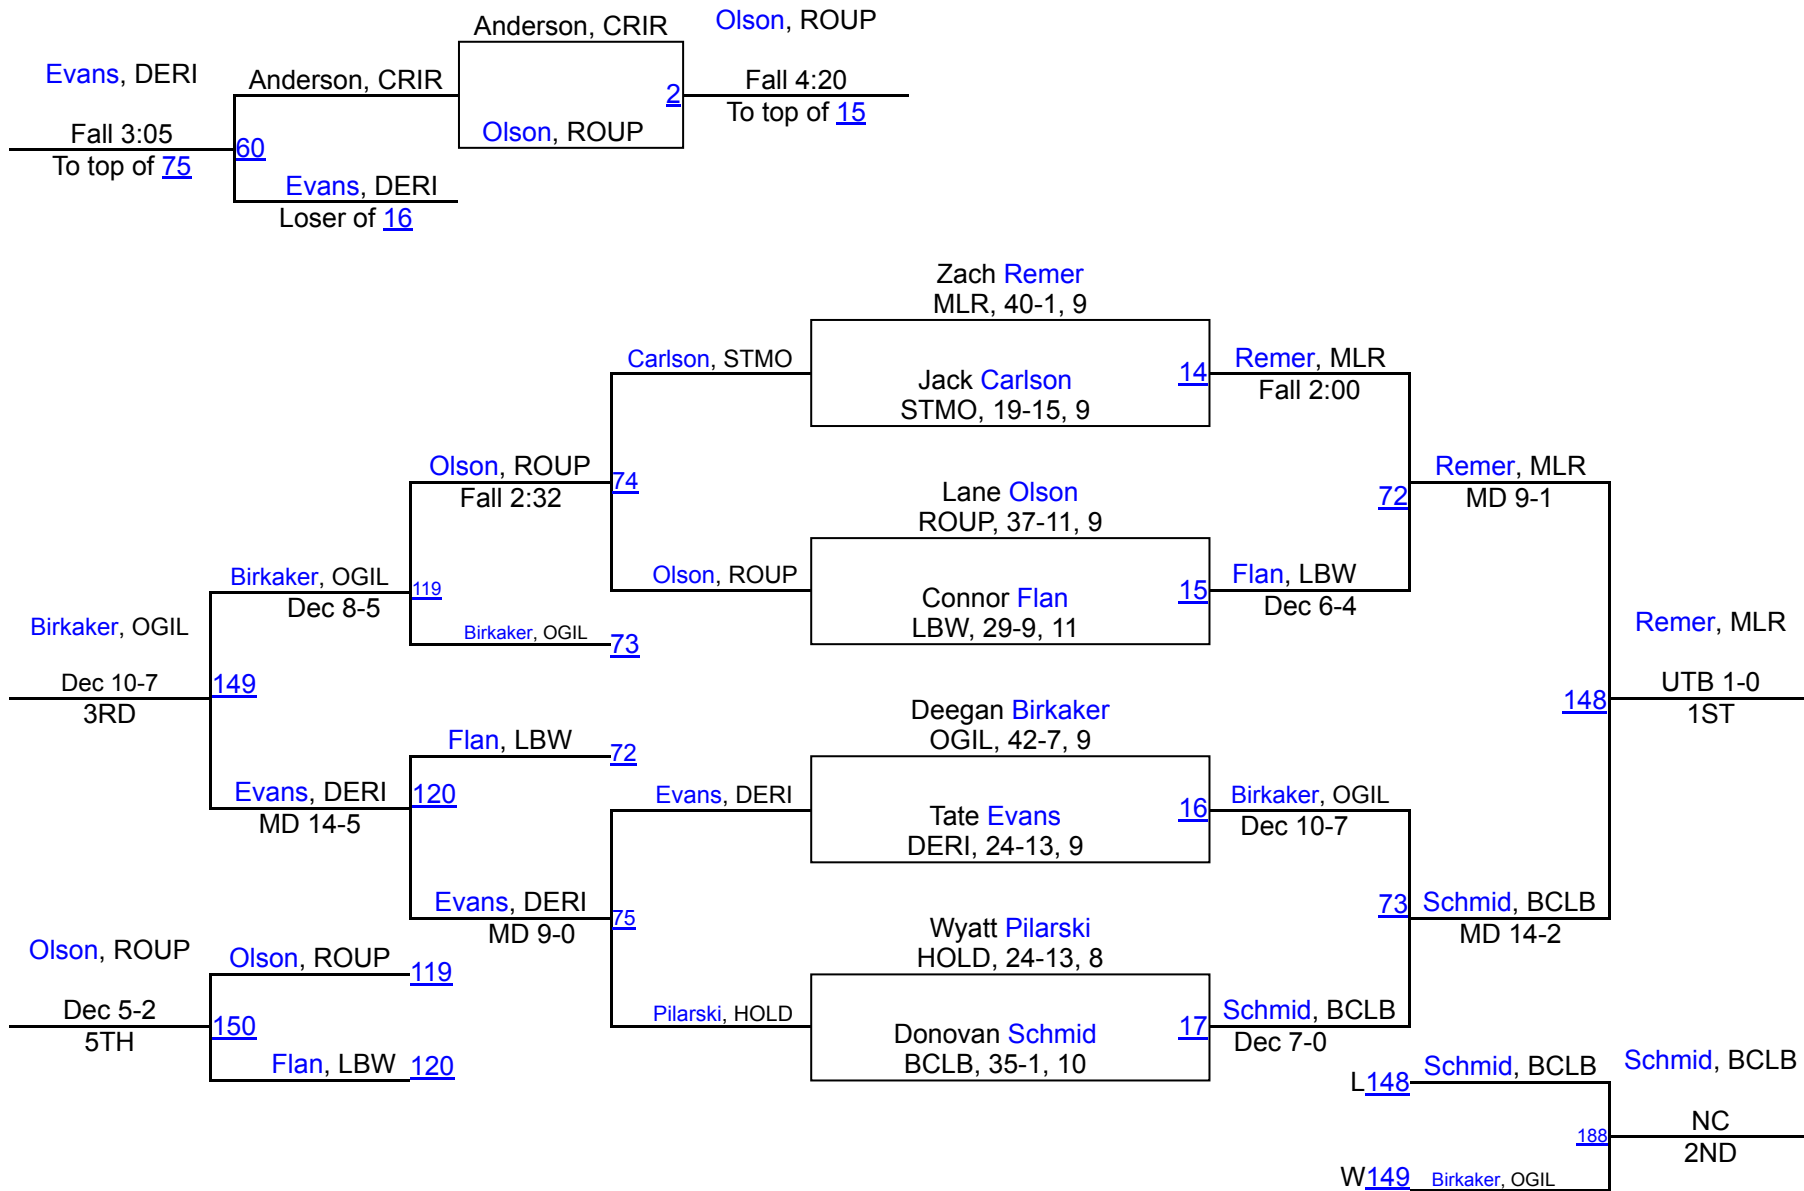 Anderson, CRIR
Olson, ROUP
Evans, DERI
Anderson, CRIR
Fall 4:20
2
To top of 15
Fall 3:05
Olson, ROUP
60
To top of 75
Evans, DERI
Loser of 16
Zach Remer
MLR, 40-1, 9
Carlson, STMO
Jack Carlson
STMO, 19-15, 9
14
Remer, MLR
Fall 2:00
Olson, ROUP
Fall 2:32
74
Lane Olson
ROUP, 37-11, 9
72
Remer, MLR
MD 9-1
Birkaker, OGIL
Dec 8-5
119
Olson, ROUP
Connor Flan
LBW, 29-9, 11
15
Flan, LBW
Dec 6-4
Birkaker, OGIL
Birkaker, OGIL
73
Remer, MLR
Dec 10-7
3RD
149
148
UTB 1-0
1ST
Flan, LBW
72
Deegan Birkaker
OGIL, 42-7, 9
Evans, DERI
MD 14-5
120
Evans, DERI
Tate Evans
DERI, 24-13, 9
16
Birkaker, OGIL
Dec 10-7
Evans, DERI
MD 9-0
75
Wyatt Pilarski
HOLD, 24-13, 8
73
Schmid, BCLB
MD 14-2
Olson, ROUP
Olson, ROUP
119
Dec 5-2
5TH
150
Pilarski, HOLD
Donovan Schmid
BCLB, 35-1, 10
17
Schmid, BCLB
Dec 7-0
Flan, LBW
120
L148
Schmid, BCLB
Schmid, BCLB
188
NC
2ND
W149
Birkaker, OGIL